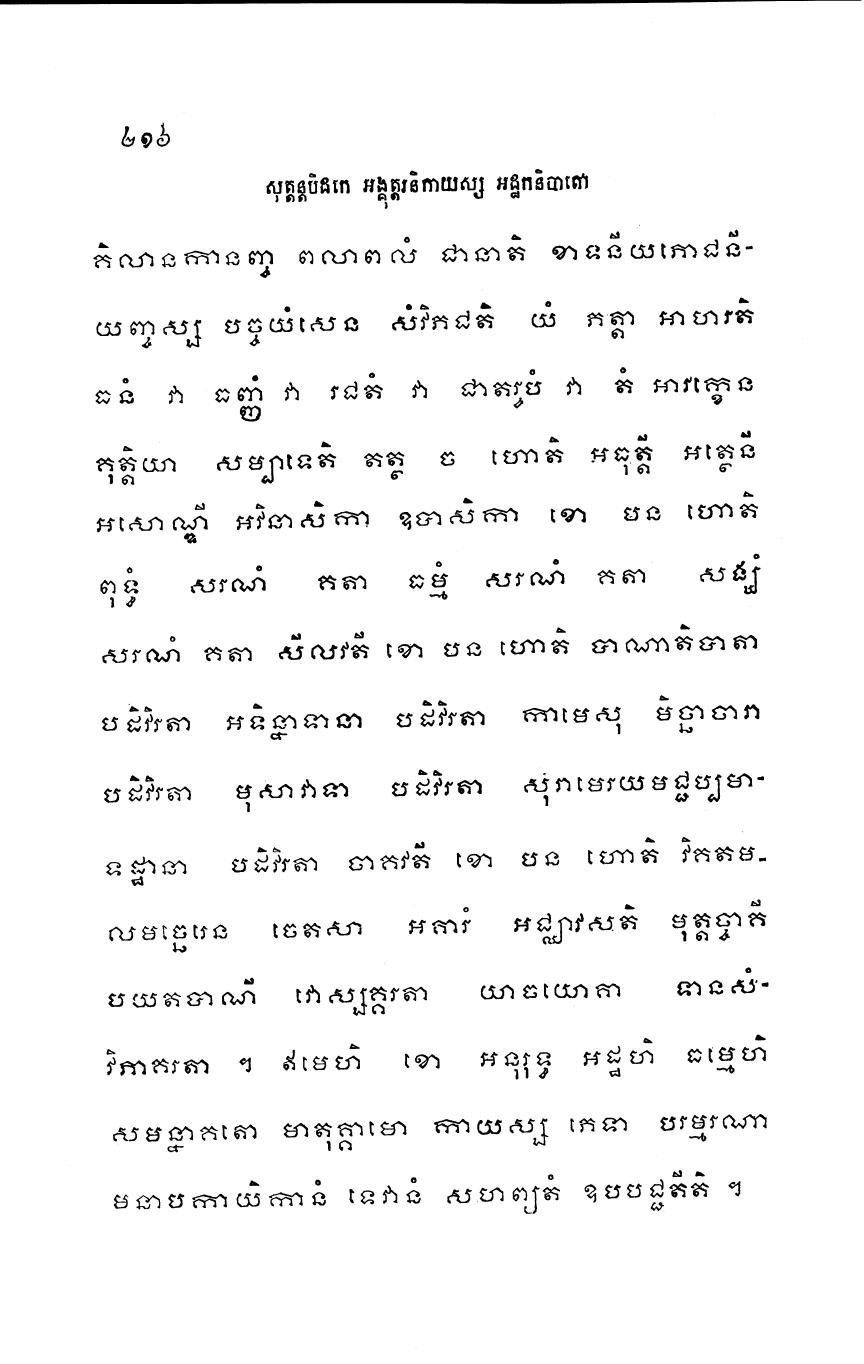 ២១៦
សុត្តន្តបិដកេ អង្គុត្តរនិកាយស្ស អដ្ឋកនិបាតោ
គិលានកានញ្ច ពលាពលំ ជានាតិ ខាទនីយភោជនី-
យញ្ចស្ស បច្ចយំសេន សំវិភជតិ យំ ភត្តា អាហរតិ
ធនំ វា ធញ្ញំ វា រជតំ វា ជាតរូបំ វា តំ អារក្ខេន
គុត្តិយា សម្បាទេតិ តត្ថ ច ហោតិ អធុត្តី អត្ថេនី
អសោណ្ឌី អវិនាសិកា ឧបាសិកា ខោ បន ហោតិ
ពុទ្ធំ សរណំ គតា ធម្មំ សរណំ គតា សង្ឃំ
សរណំ គតា សីលវតី ខោ បន ហោតិ បាណាតិបាតា
បដិវិរតា អទិន្នាទានា បដិវិរតា កាមេសុ មិច្ឆាចារា
បដិវិរតា មុសាវាទា បដិវិរតា សុរាមេរយមជ្ជប្បមា-
ទដ្ឋានា បដិវិរតា ចាគវតី ខោ បន ហោតិ វិគតម-
លមច្ឆេរេន ចេតសា អគារំ អជ្ឈាវសតិ មុត្តច្ចាគី
បយតបាណី វោស្សគ្គរតា យាចយោគា ទានសំ-
វិភាគរតា ។ ឥមេហិ ខោ អនុរុទ្ធ អដ្ឋហិ ធម្មេហិ
សមន្នាគតោ មាតុគ្គាមោ កាយស្ស ភេទា បរម្មរណា
មនាបកាយិកានំ ទេវានំ សហព្យតំ ឧបបជ្ជតីតិ ។